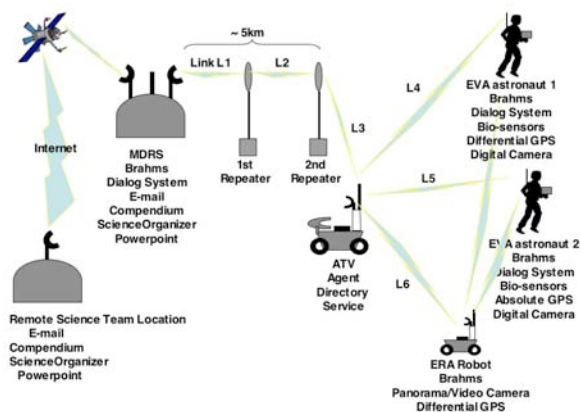 ~ 5km
Link L1
L2
L3
L4
L5
L6
Internet
MDRS
Brahms
Dialog System
E-mail
Compendium
ScienceOrganizer
Powerpoint
1st
Repeater
2nd
Repeater
ATV
Agent
Directory
Service
EVA astronaut 1
Brahms
Dialog System
Bio-sensors
Differential GPS
Digital Camera
EVA astronaut 2
Brahms
Dialog System
Bio-sensors
Absolute GPS
Digital Camera
Remote Science Team Location
E-mail
Compendium
ScienceOrganizer
Powerpoint
ERA Robot
Brahms
Panorama/Video Camera
Differential GPS